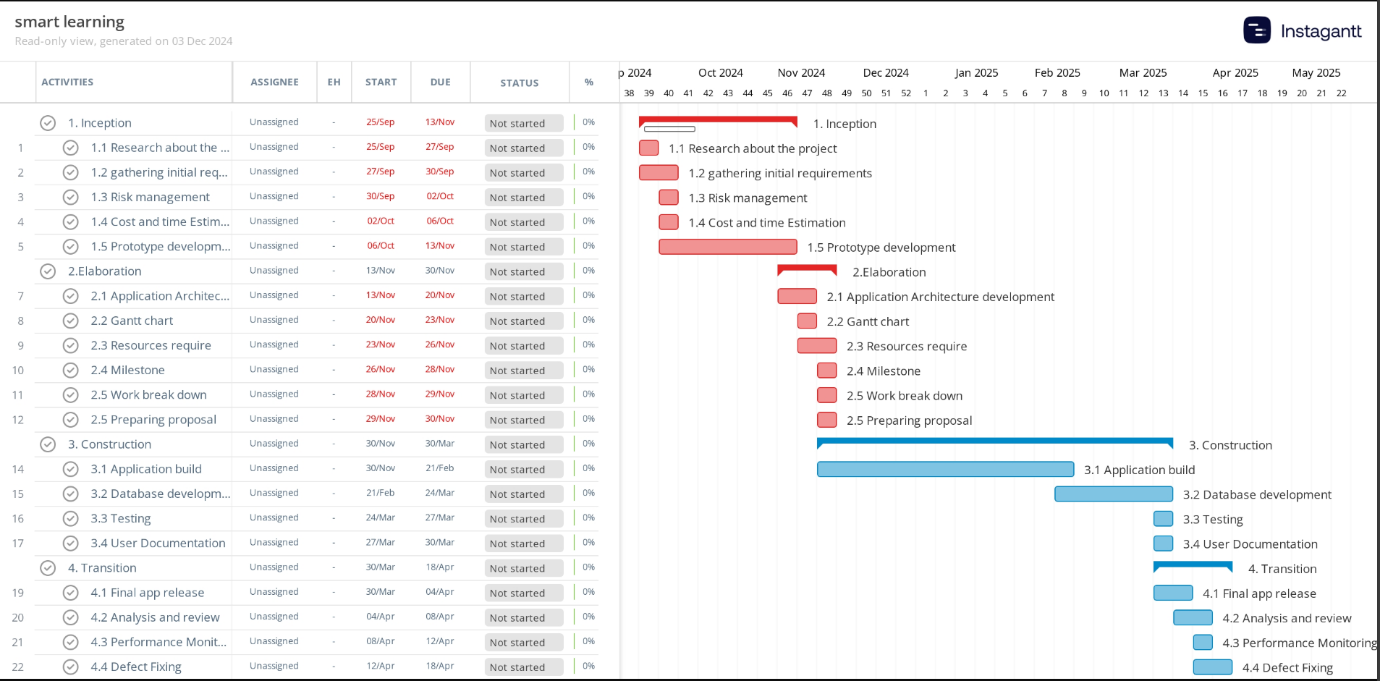 smart learning
Read-only view, generated on 03 Dec 2024
Instagantt
ACTIVITIES ASSIGNEE EH START DUE STATUS %
p 2024 Oct 2024 Nov 2024 Dec 2024 Jan 2025 Feb 2025 Mar 2025 Apr 2025 May 2025
38 39 40 41 42 43 44 45 46 47 48 49 50 51 52 1 2 3 4 5 6 7 8 9 10 11 12 13 14 15 16 17 18 19 20 21 22
1. Inception Unassigned - 25/Sep 13/Nov Not started 0% 1. Inception
1 1.1 Research about the ... Unassigned - 25/Sep 27/Sep Not started 0% 1.1 Research about the project
2 1.2 gathering initial req... Unassigned - 27/Sep 30/Sep Not started 0% 1.2 gathering initial requirements
3 1.3 Risk management Unassigned - 30/Sep 02/Oct Not started 0% 1.3 Risk management
4 1.4 Cost and time Estim... Unassigned - 02/Oct 06/Oct Not started 0% 1.4 Cost and time Estimation
5 1.5 Prototype developm... Unassigned - 06/Oct 13/Nov Not started 0% 1.5 Prototype development
2.Elaboration Unassigned - 13/Nov 30/Nov Not started 0% 2.Elaboration
7 2.1 Application Architec... Unassigned - 13/Nov 20/Nov Not started 0% 2.1 Application Architecture development
8 2.2 Gantt chart Unassigned - 20/Nov 23/Nov Not started 0% 2.2 Gantt chart
9 2.3 Resources require Unassigned - 23/Nov 26/Nov Not started 0% 2.3 Resources require
10 2.4 Milestone Unassigned - 26/Nov 28/Nov Not started 0% 2.4 Milestone
11 2.5 Work break down Unassigned - 28/Nov 29/Nov Not started 0% 2.5 Work break down
12 2.5 Preparing proposal Unassigned - 29/Nov 30/Nov Not started 0% 2.5 Preparing proposal
3. Construction Unassigned - 30/Nov 30/Mar Not started 0% 3. Construction
14 3.1 Application build Unassigned - 30/Nov 21/Feb Not started 0% 3.1 Application build
15 3.2 Database developm... Unassigned - 21/Feb 24/Mar Not started 0% 3.2 Database development
16 3.3 Testing Unassigned - 24/Mar 27/Mar Not started 0% 3.3 Testing
17 3.4 User Documentation Unassigned - 27/Mar 30/Mar Not started 0% 3.4 User Documentation
4. Transition Unassigned - 30/Mar 18/Apr Not started 0% 4. Transition
19 4.1 Final app release Unassigned - 30/Mar 04/Apr Not started 0% 4.1 Final app release
20 4.2 Analysis and review Unassigned - 04/Apr 08/Apr Not started 0% 4.2 Analysis and review
21 4.3 Performance Monit... Unassigned - 08/Apr 12/Apr Not started 0% 4.3 Performance Monitoring
22 4.4 Defect Fixing Unassigned - 12/Apr 18/Apr Not started 0% 4.4 Defect Fixing